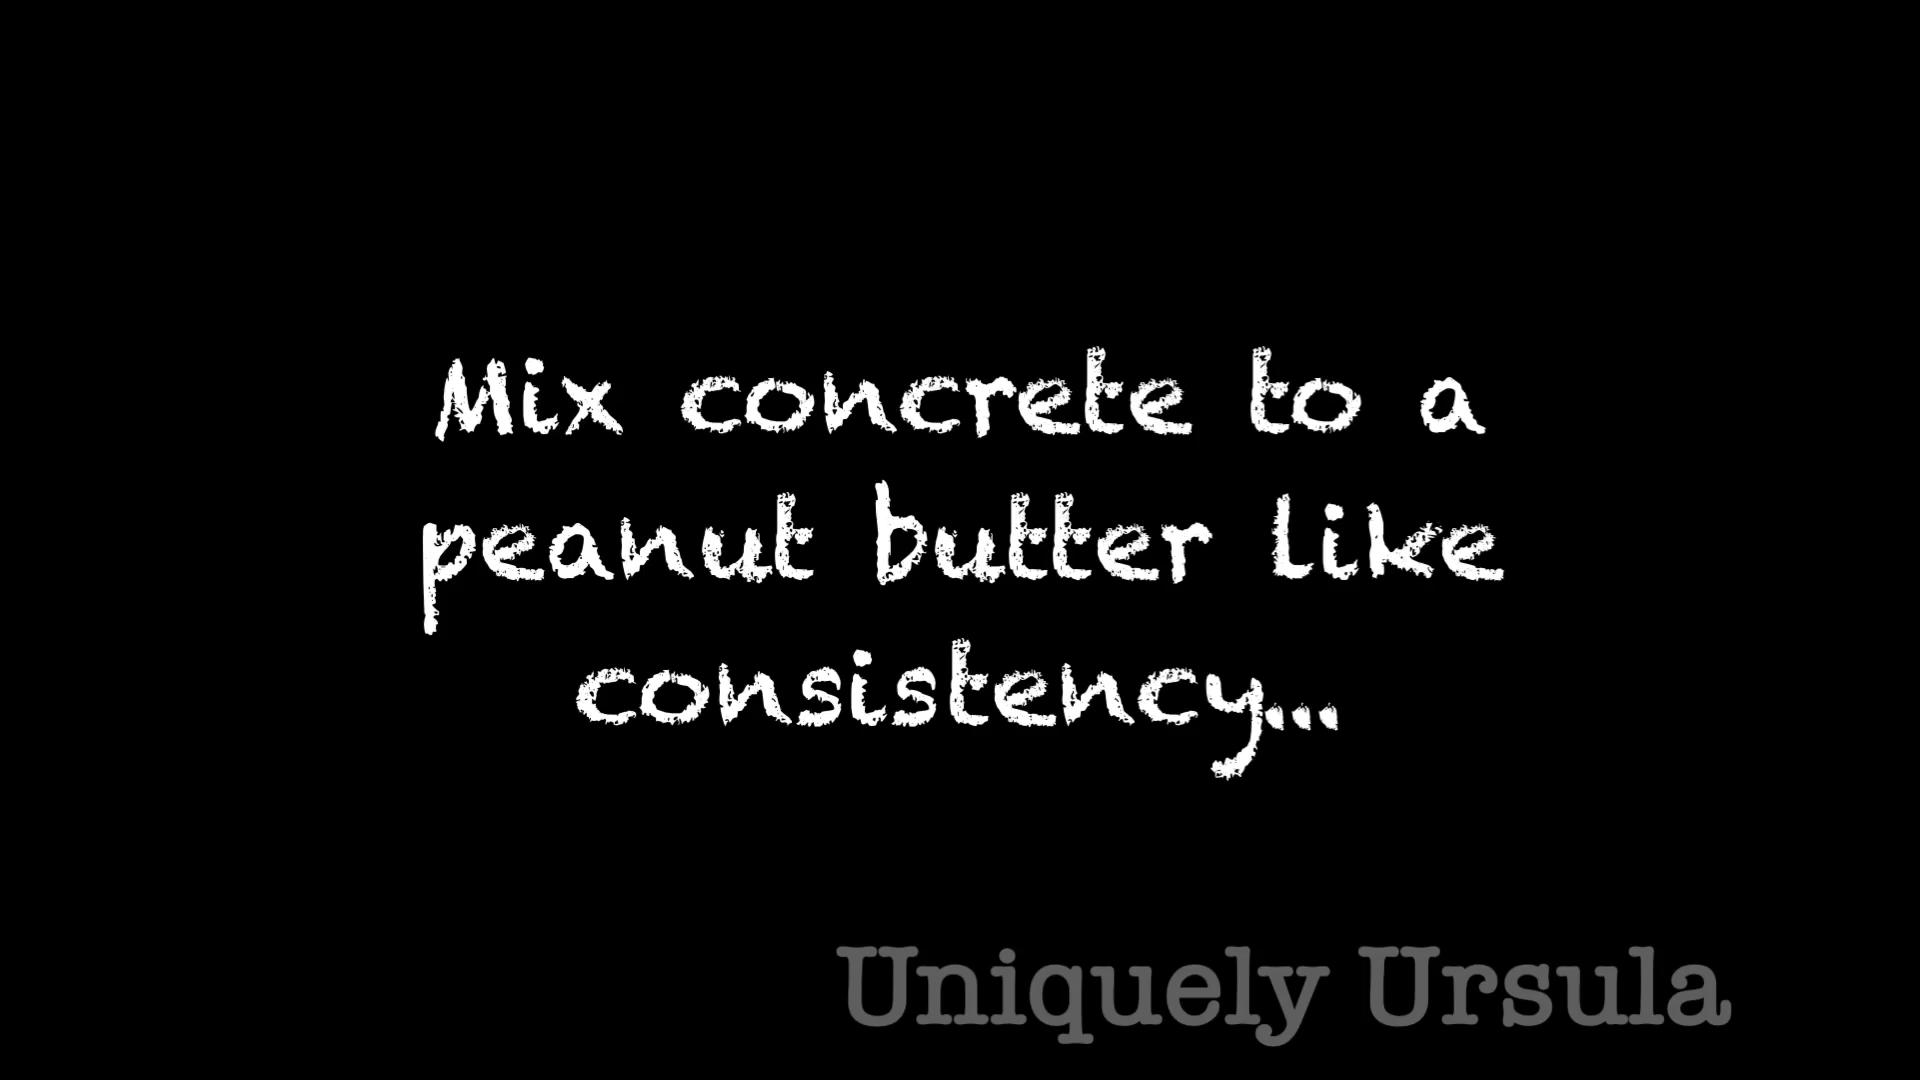 Mix concrete to a
peanut butter like
consistency...
Uniquely Ursula